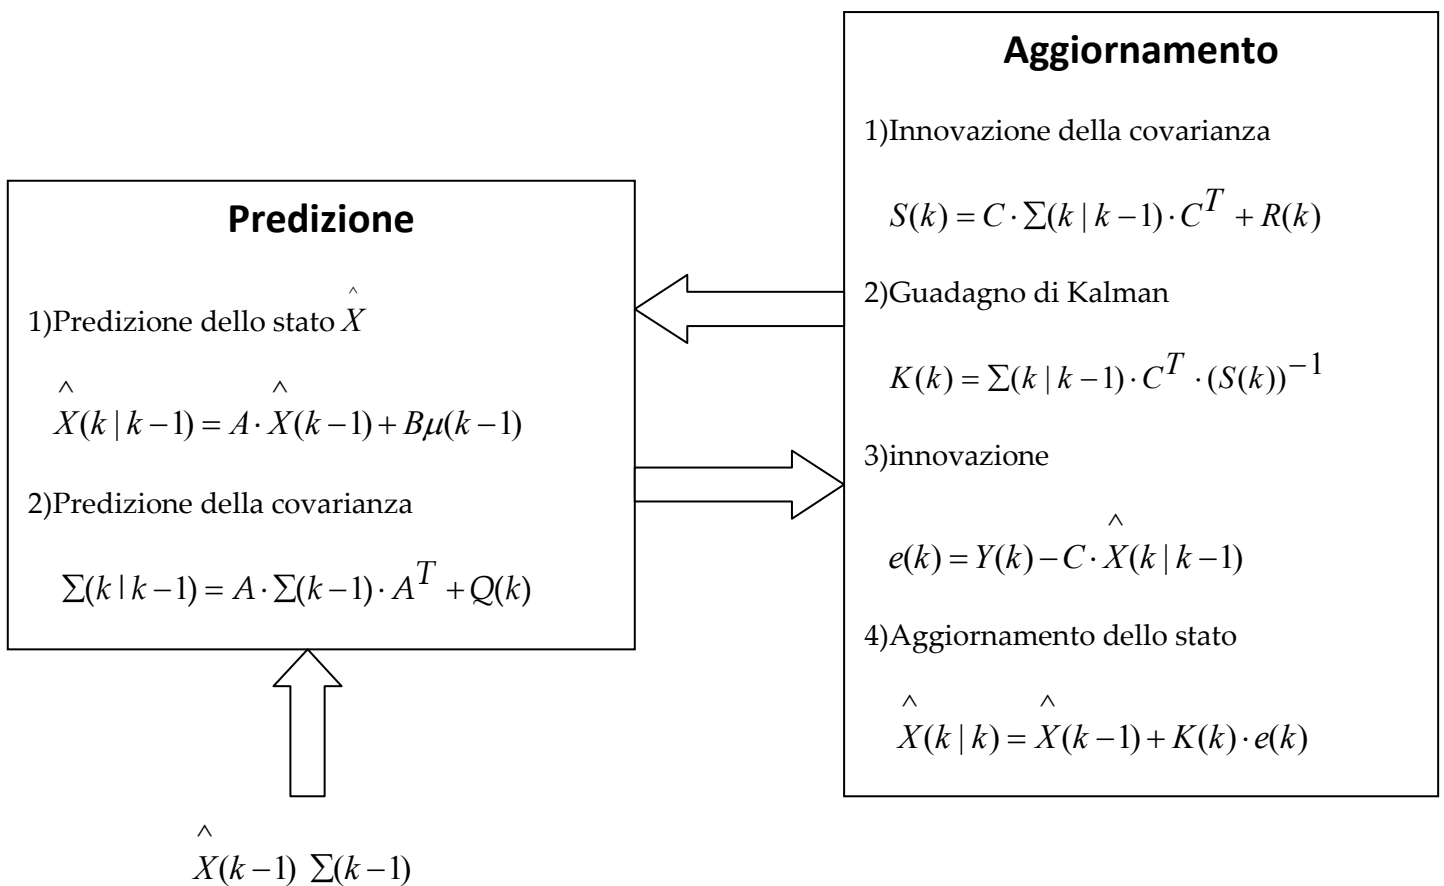 Predizione
1)Predizione dello stato X̂
X̂(k | k−1) = A· X̂(k−1) + Bμ(k−1)
2)Predizione della covarianza
∑(k | k−1) = A· ∑(k−1) · A^T + Q(k)
X̂(k−1) ∑(k−1)
Aggiornamento
1)Innovazione della covarianza
S(k) = C · ∑(k | k−1) · C^T + R(k)
2)Guadagno di Kalman
K(k) = ∑(k | k−1) · C^T · (S(k))^−1
3)innovazione
e(k) = Y(k) − C · X̂(k | k−1)
4)Aggiornamento dello stato
X̂(k | k) = X̂(k−1) + K(k) · e(k)